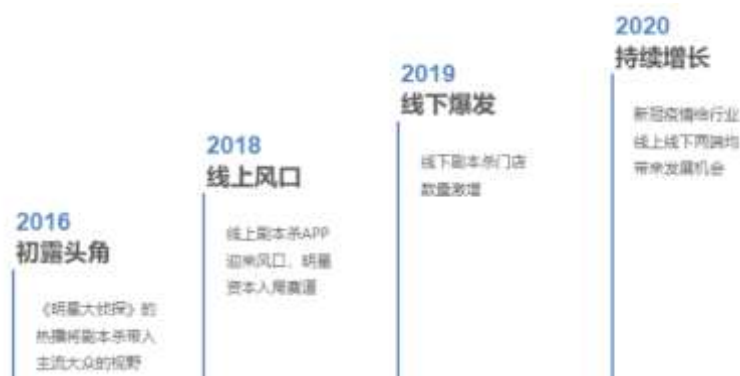 2016
初露头角
《明星大侦探》的
热播将剧本杀带入
主流大众的视野
2018
线上风口
线上剧本杀APP
迎来风口，明星
资本入局赛道
2019
线下爆发
线下剧本杀门店
数量激增
2020
持续增长
新冠疫情给行业
线上线下两端均
带来发展机会